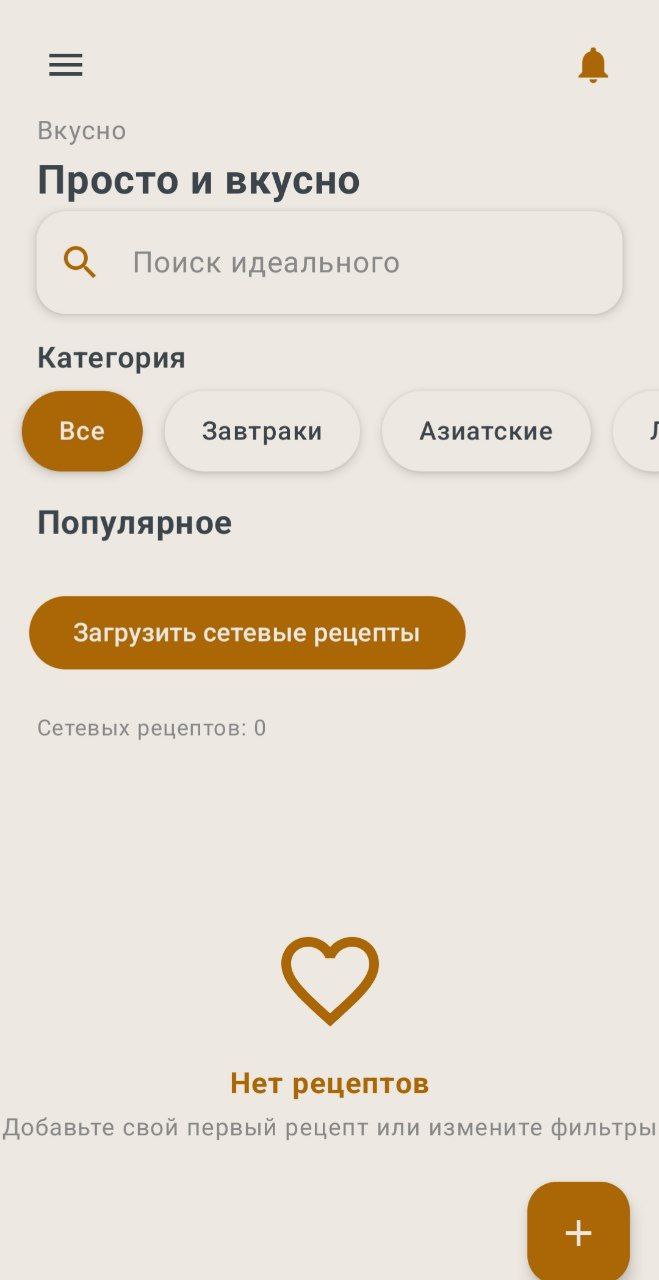 Вкусно
Просто и вкусно
Поиск идеального
Категория
Все Завтраки Азиатские
Популярное
Загрузить сетевые рецепты
Сетевых рецептов: 0
Нет рецептов
Добавьте свой первый рецепт или измените фильтры
+